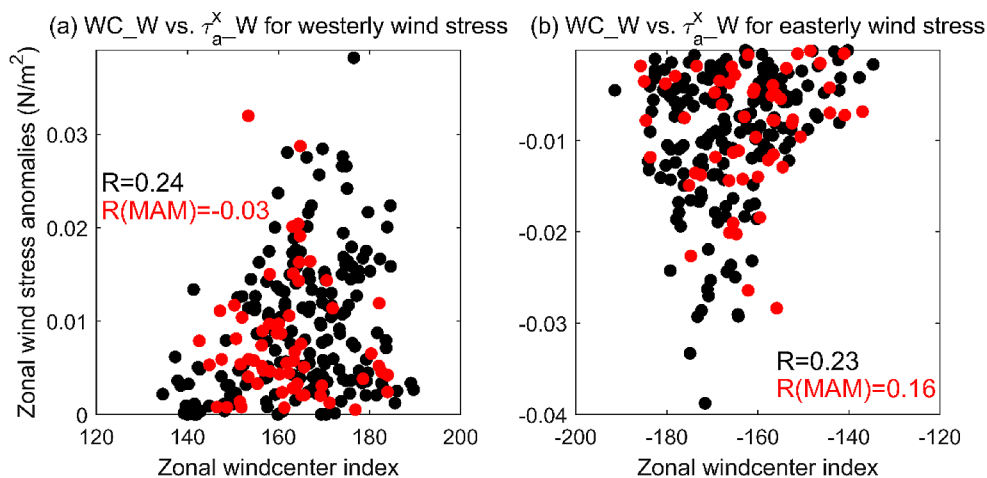 (a) WC_W vs. τₐˣ_W for westerly wind stress
Zonal wind stress anomalies (N/m²)
0.03
0.02
0.01
0
R=0.24
R(MAM)=-0.03
120
140
160
180
200
Zonal windcenter index
(b) WC_W vs. τₐˣ_W for easterly wind stress
-0.01
-0.02
-0.03
-0.04
R=0.23
R(MAM)=0.16
-200
-180
-160
-140
-120
Zonal windcenter index